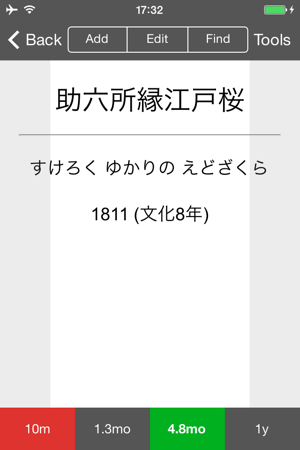 17:32
Back Add Edit Find Tools
助六所縁江戸桜
すけろく ゆかりの えどざくら
1811 (文化8年)
10m 1.3mo 4.8mo 1y